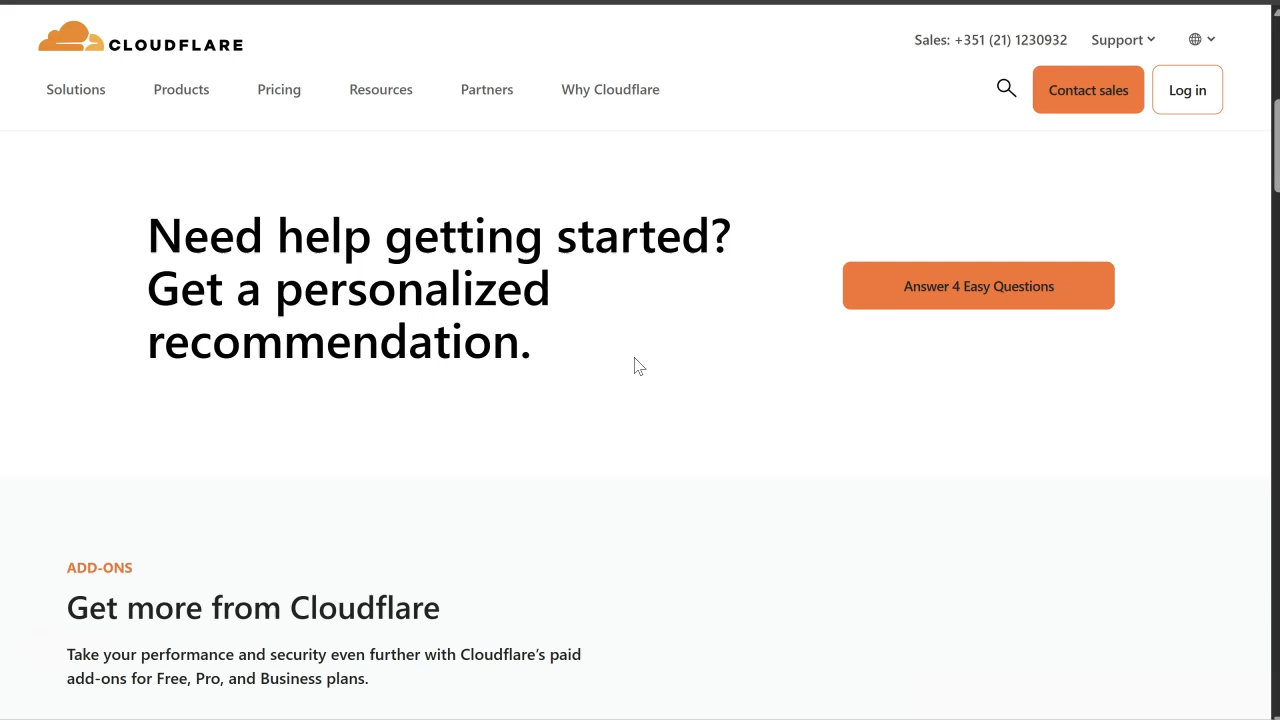 CLOUDFLARE
Sales: +351 (21) 1230932
Support
Solutions
Products
Pricing
Resources
Partners
Why Cloudflare
Contact sales
Log in
Need help getting started?
Get a personalized
recommendation.
Answer 4 Easy Questions
ADD-ONS
Get more from Cloudflare
Take your performance and security even further with Cloudflare’s paid
add-ons for Free, Pro, and Business plans.